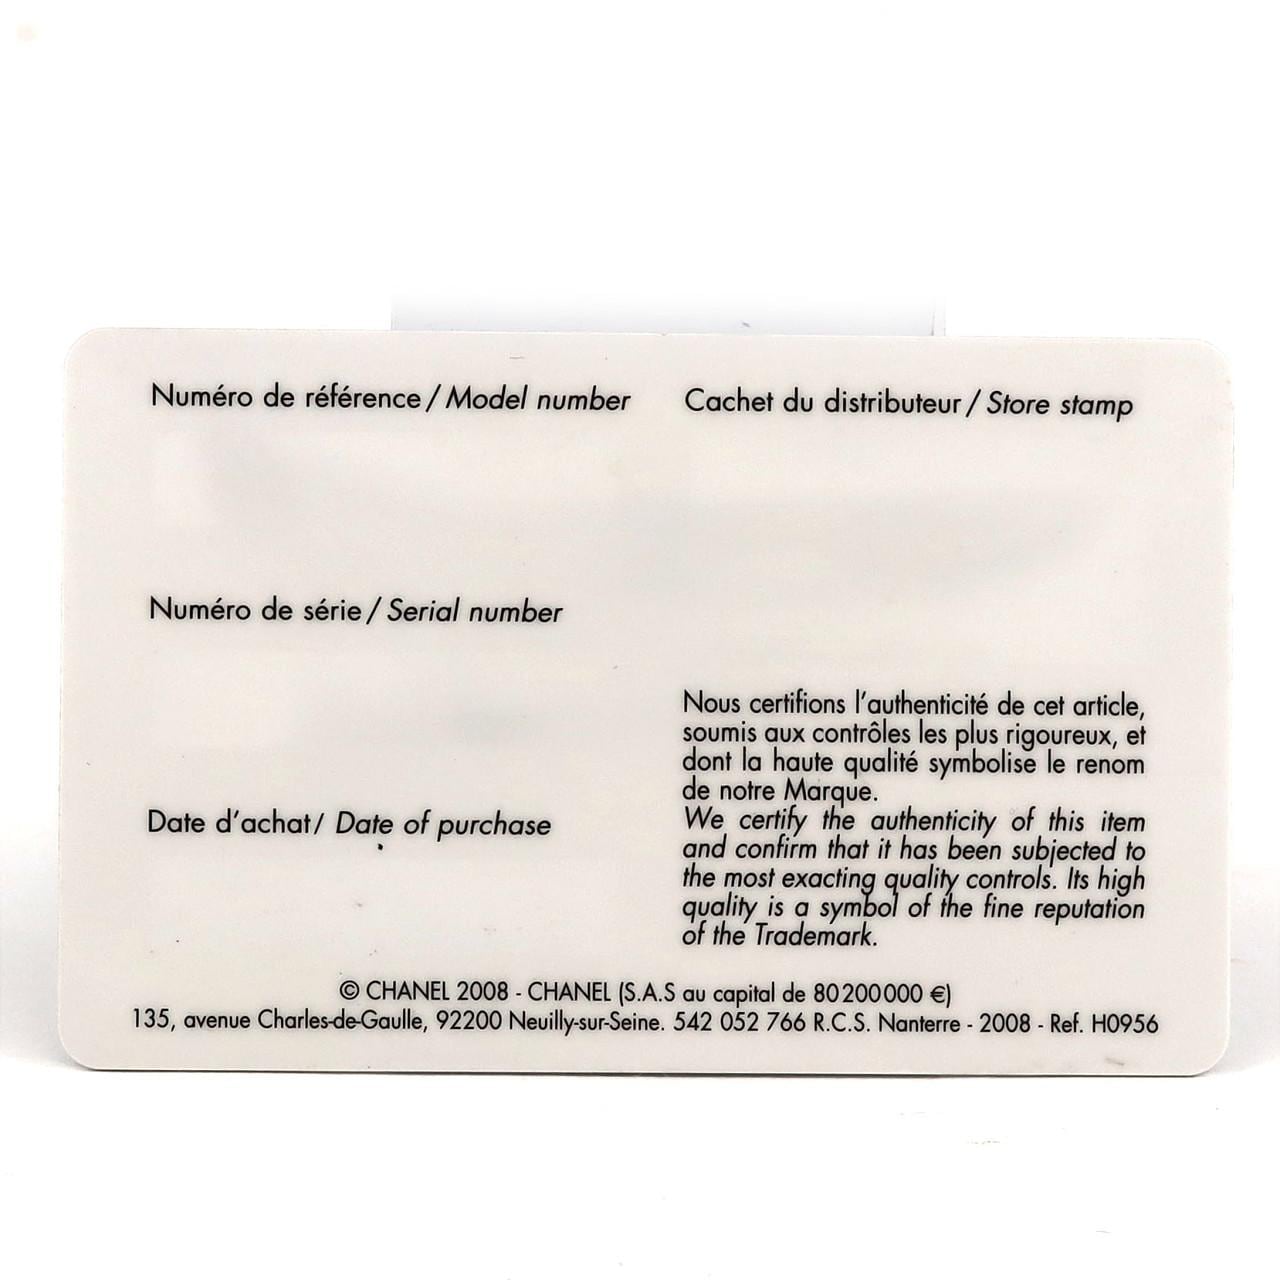 Numéro de référence / Model number
Cachet du distributeur / Store stamp
Numéro de série / Serial number
Date d'achat / Date of purchase
Nous certifions l'authenticité de cet article,
soumis aux contrôles les plus rigoureux, et
dont la haute qualité symbolise le renom
de notre Marque.
We certify the authenticity of this item
and confirm that it has been subjected to
the most exacting quality controls. Its high
quality is a symbol of the fine reputation
of the Trademark.
© CHANEL 2008 - CHANEL (S.A.S au capital de 80 200 000 €)
135, avenue Charles-de-Gaulle, 92200 Neuilly-sur-Seine. 542 052 766 R.C.S. Nanterre - 2008 - Ref. H0956